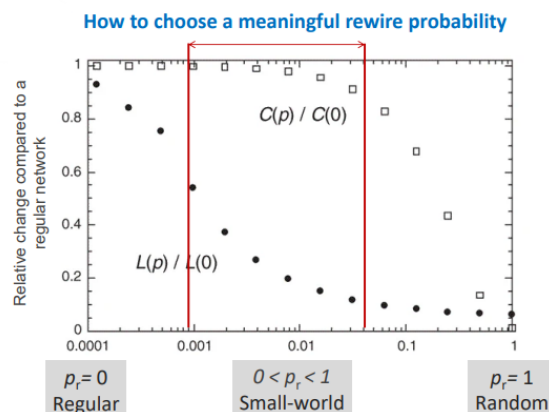 How to choose a meaningful rewire probability
Relative change compared to a
regular network
1
0.8
0.6
0.4
0.2
0
C(p) / C(0)
L(p) / L(0)
0.0001
0.001
0.01
0.1
1
pᵣ= 0
Regular
0 < pᵣ < 1
Small-world
pᵣ= 1
Random